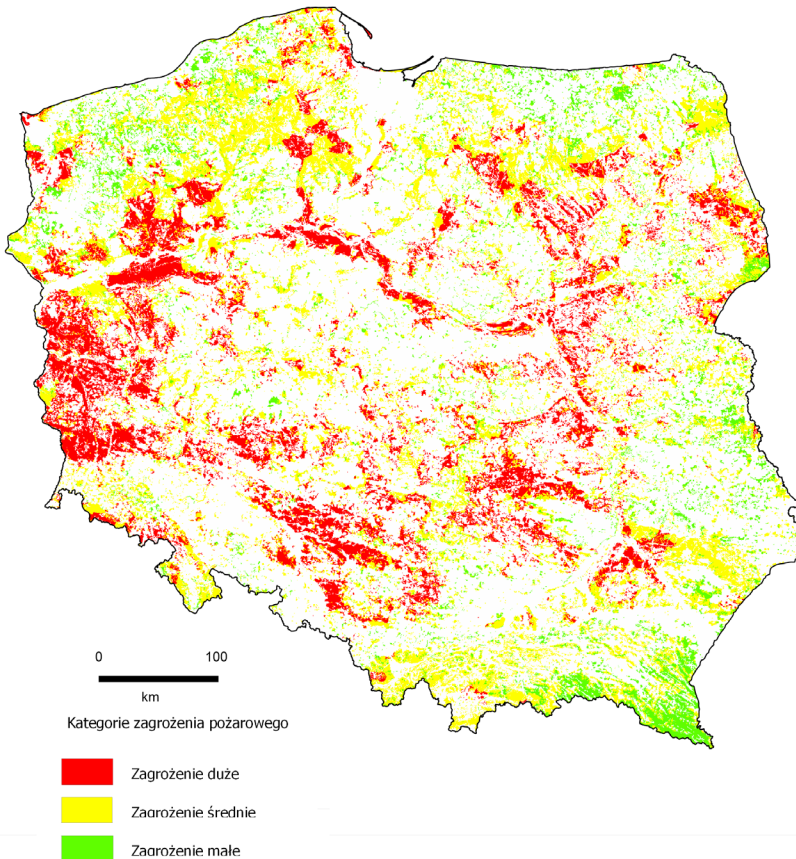 0 100
km
Kategorie zagrożenia pożarowego
Zagrożenie duże
Zagrożenie średnie
Zagrożenie małe